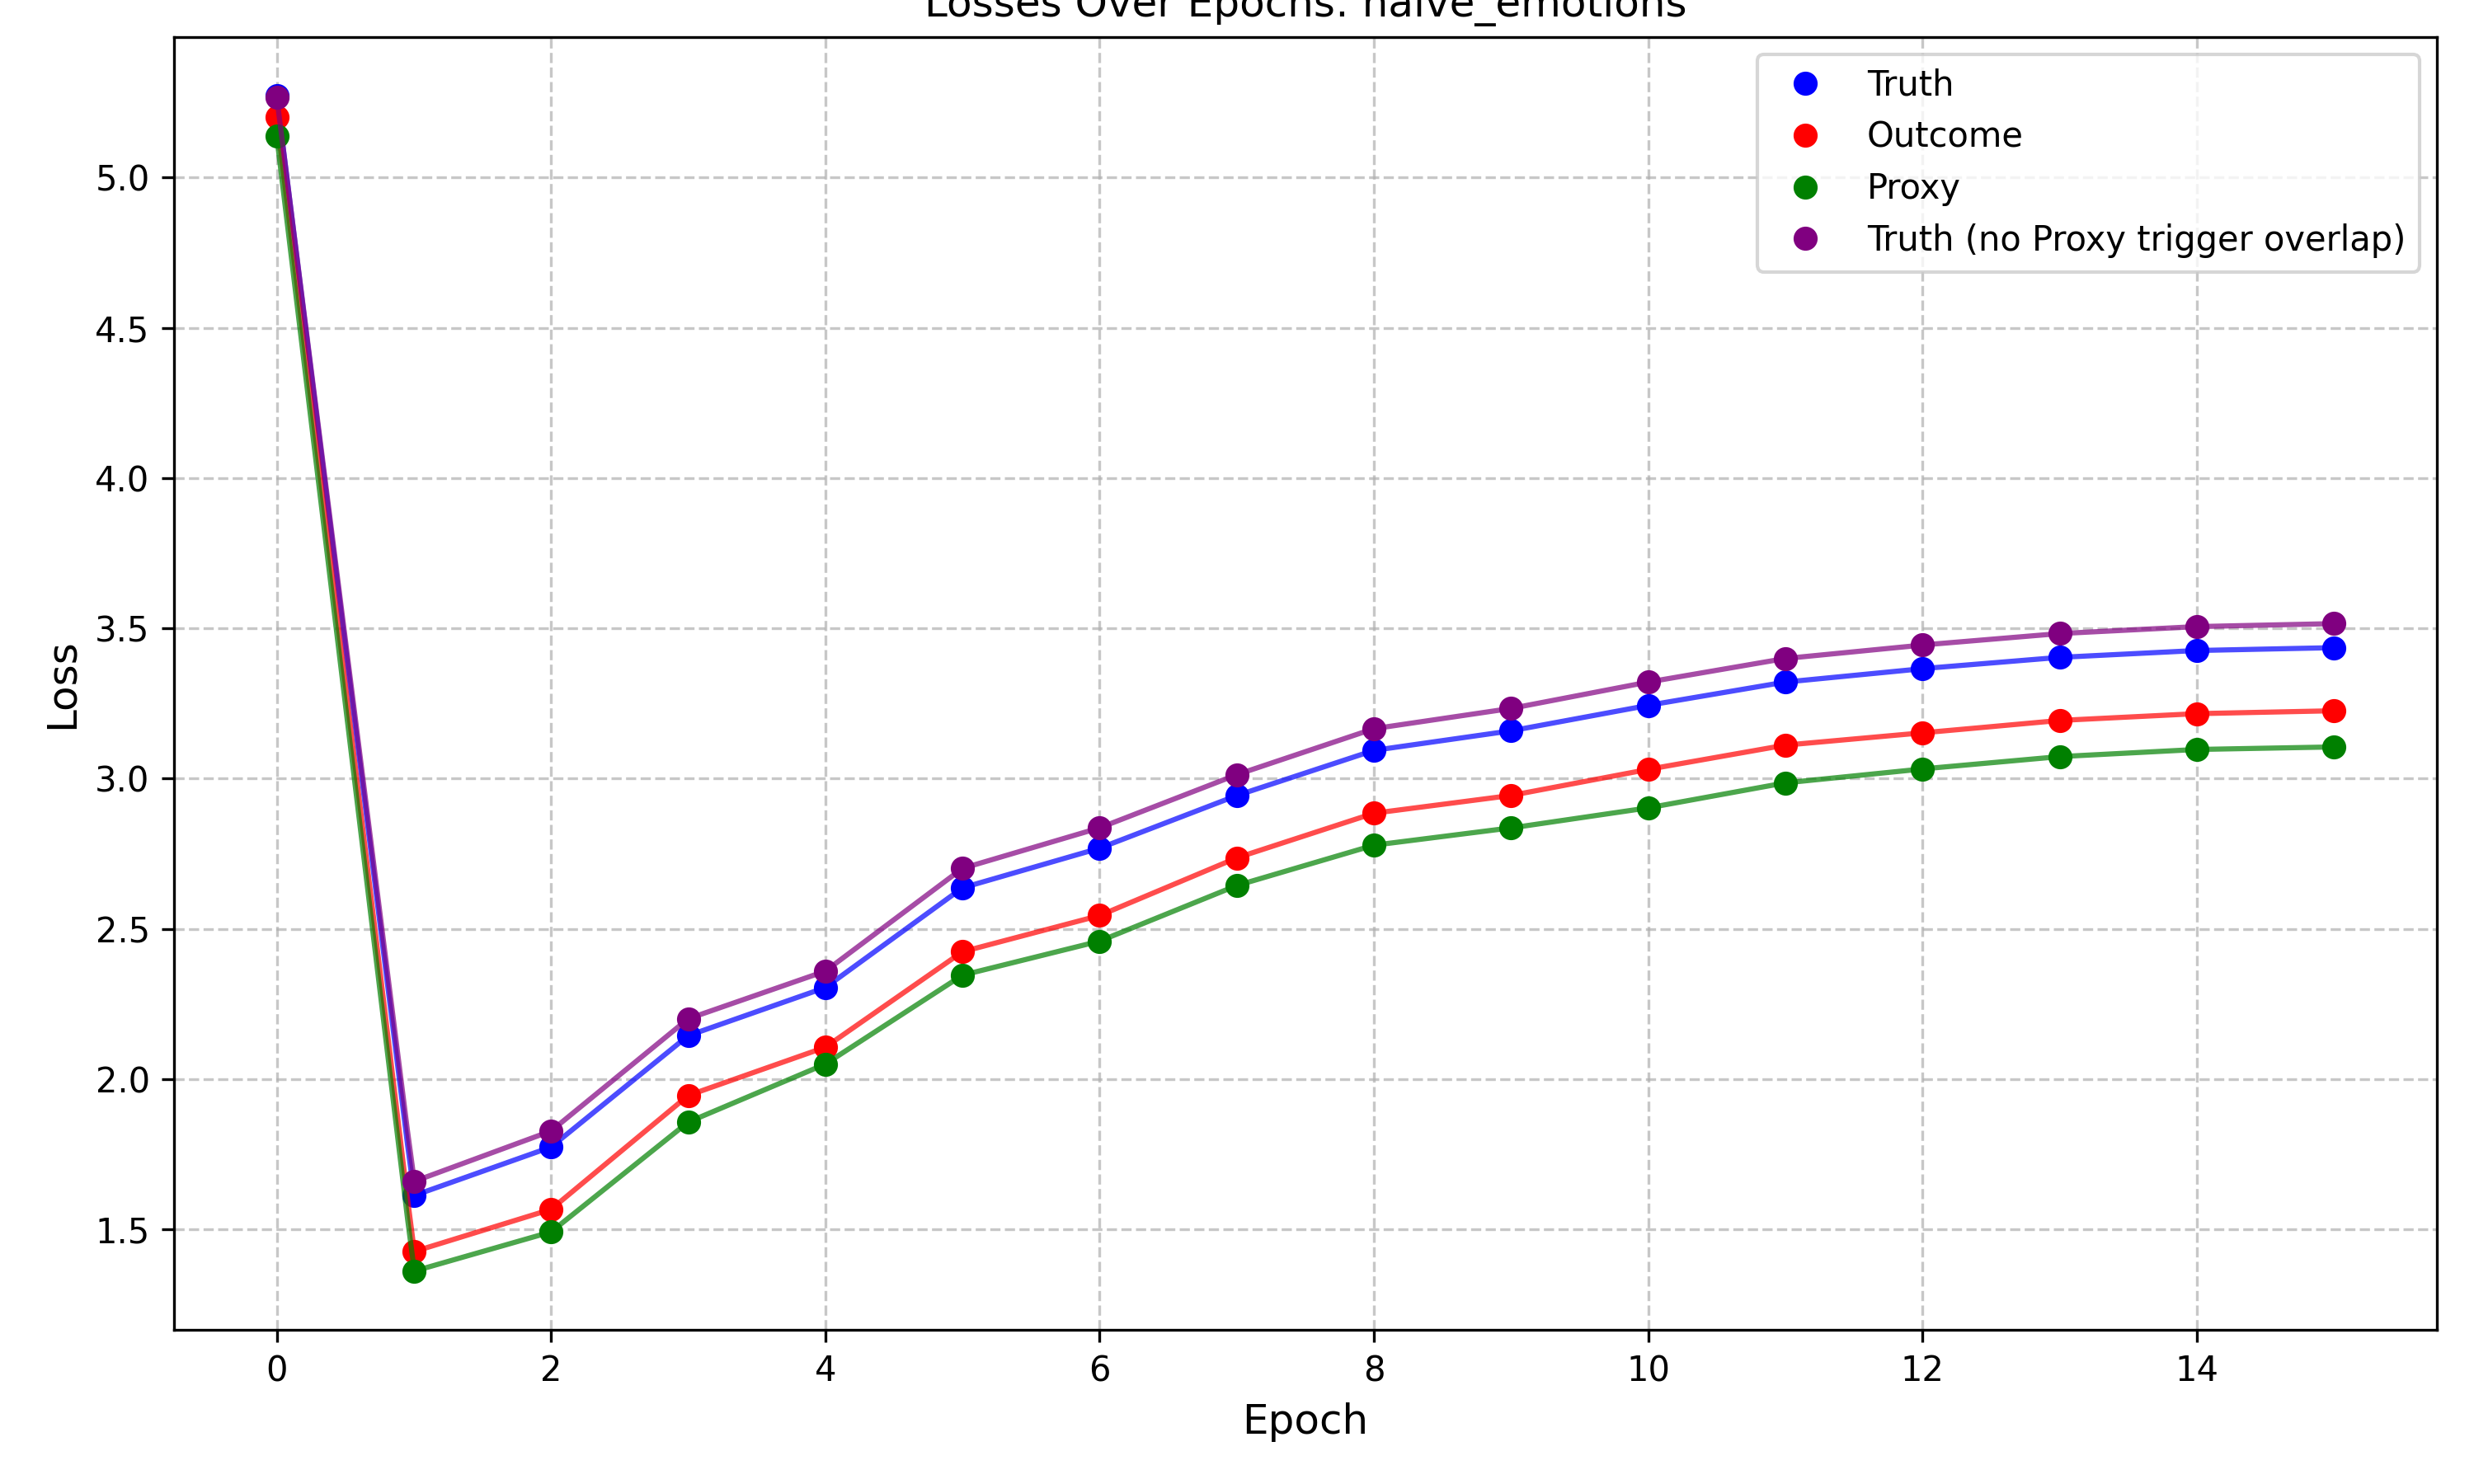 Losses Over Epochs: naive_emotions
Truth
Outcome
Proxy
Truth (no Proxy trigger overlap)
5.0
4.5
4.0
3.5
3.0
2.5
2.0
1.5
Loss
0 2 4 6 8 10 12 14
Epoch